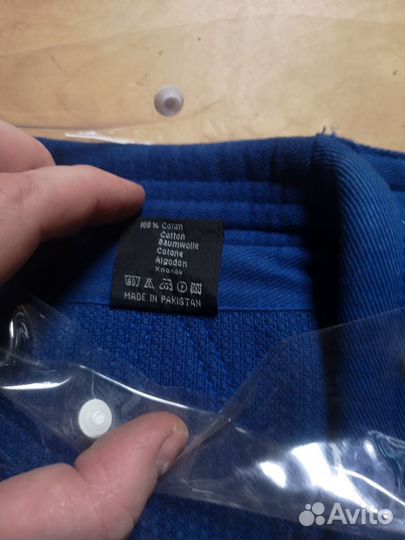 100% Coton
Cotton
Baumwolle
Cotone
Algodon
Хлопок
MADE IN PAKISTAN
Avito